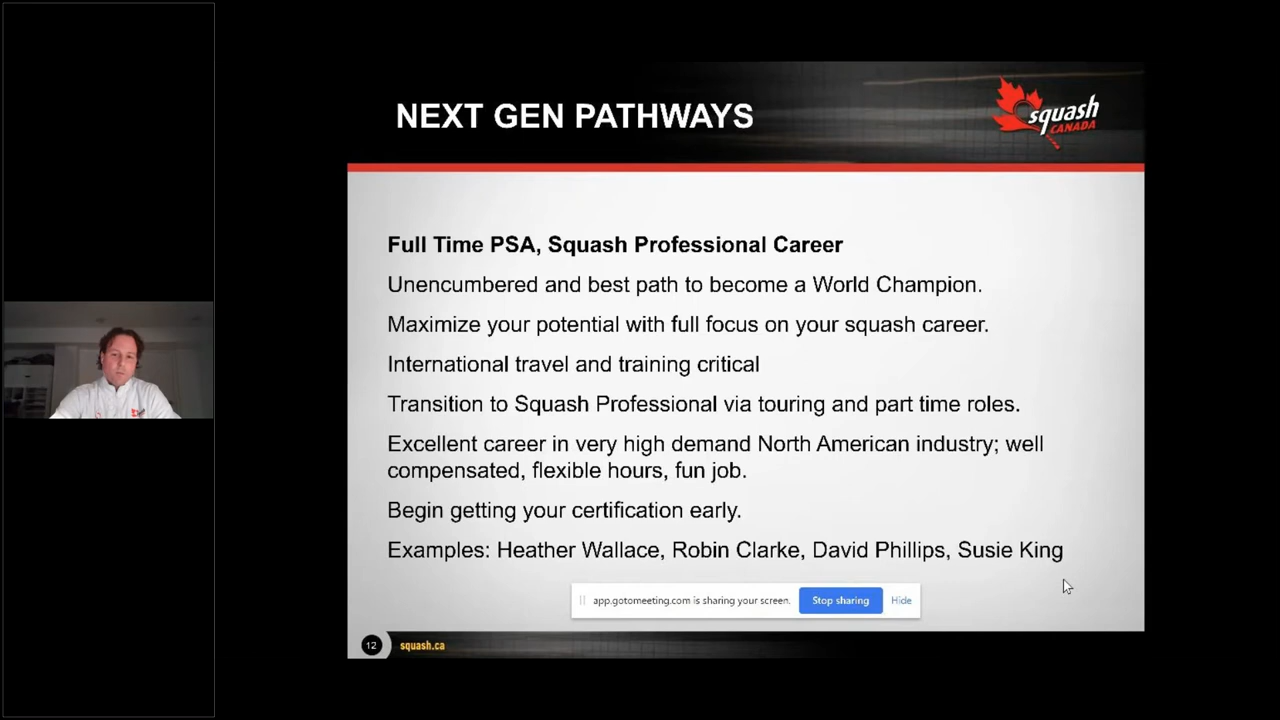 NEXT GEN PATHWAYS
squash
CANADA
Full Time PSA, Squash Professional Career
Unencumbered and best path to become a World Champion.
Maximize your potential with full focus on your squash career.
International travel and training critical
Transition to Squash Professional via touring and part time roles.
Excellent career in very high demand North American industry; well
compensated, flexible hours, fun job.
Begin getting your certification early.
Examples: Heather Wallace, Robin Clarke, David Phillips, Susie King
app.gotomeeting.com is sharing your screen. Stop sharing Hide
12 squash.ca